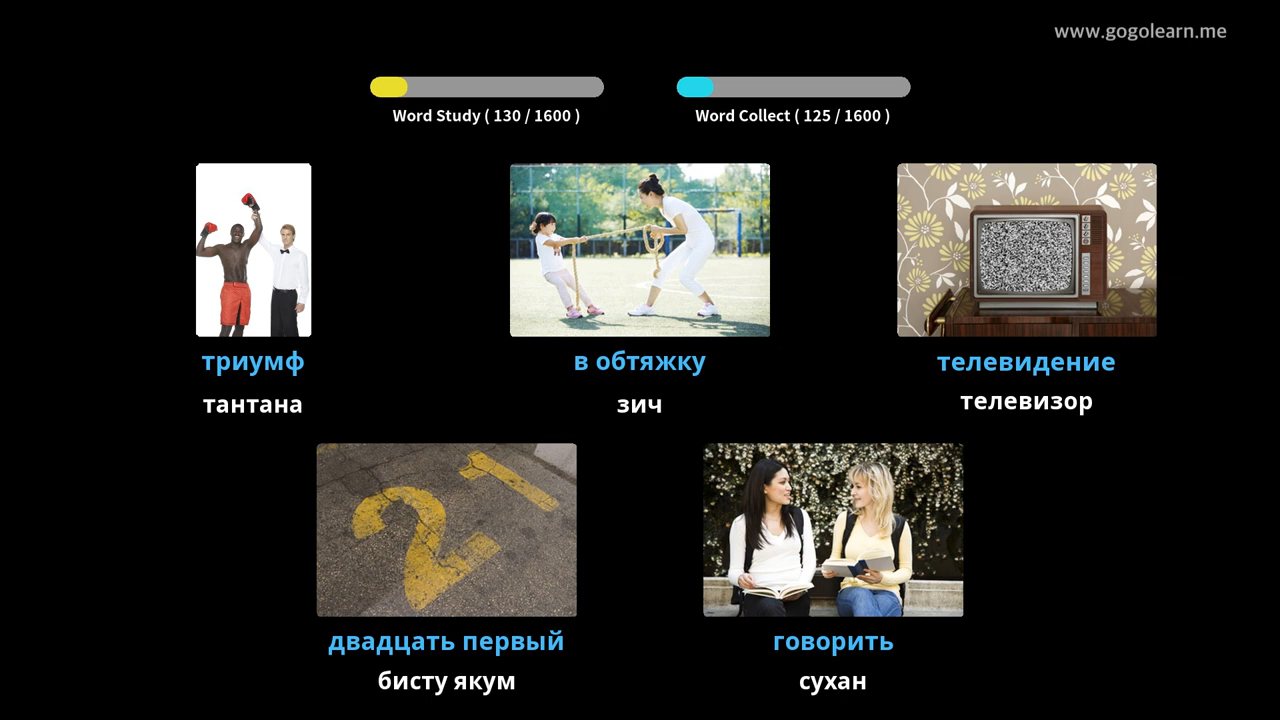 www.gogolearn.me
Word Study ( 130 / 1600 )
Word Collect ( 125 / 1600 )
триумф
тантана
в обтяжку
зич
телевидение
телевизор
21
двадцать первый
бисту якум
говорить
сухан